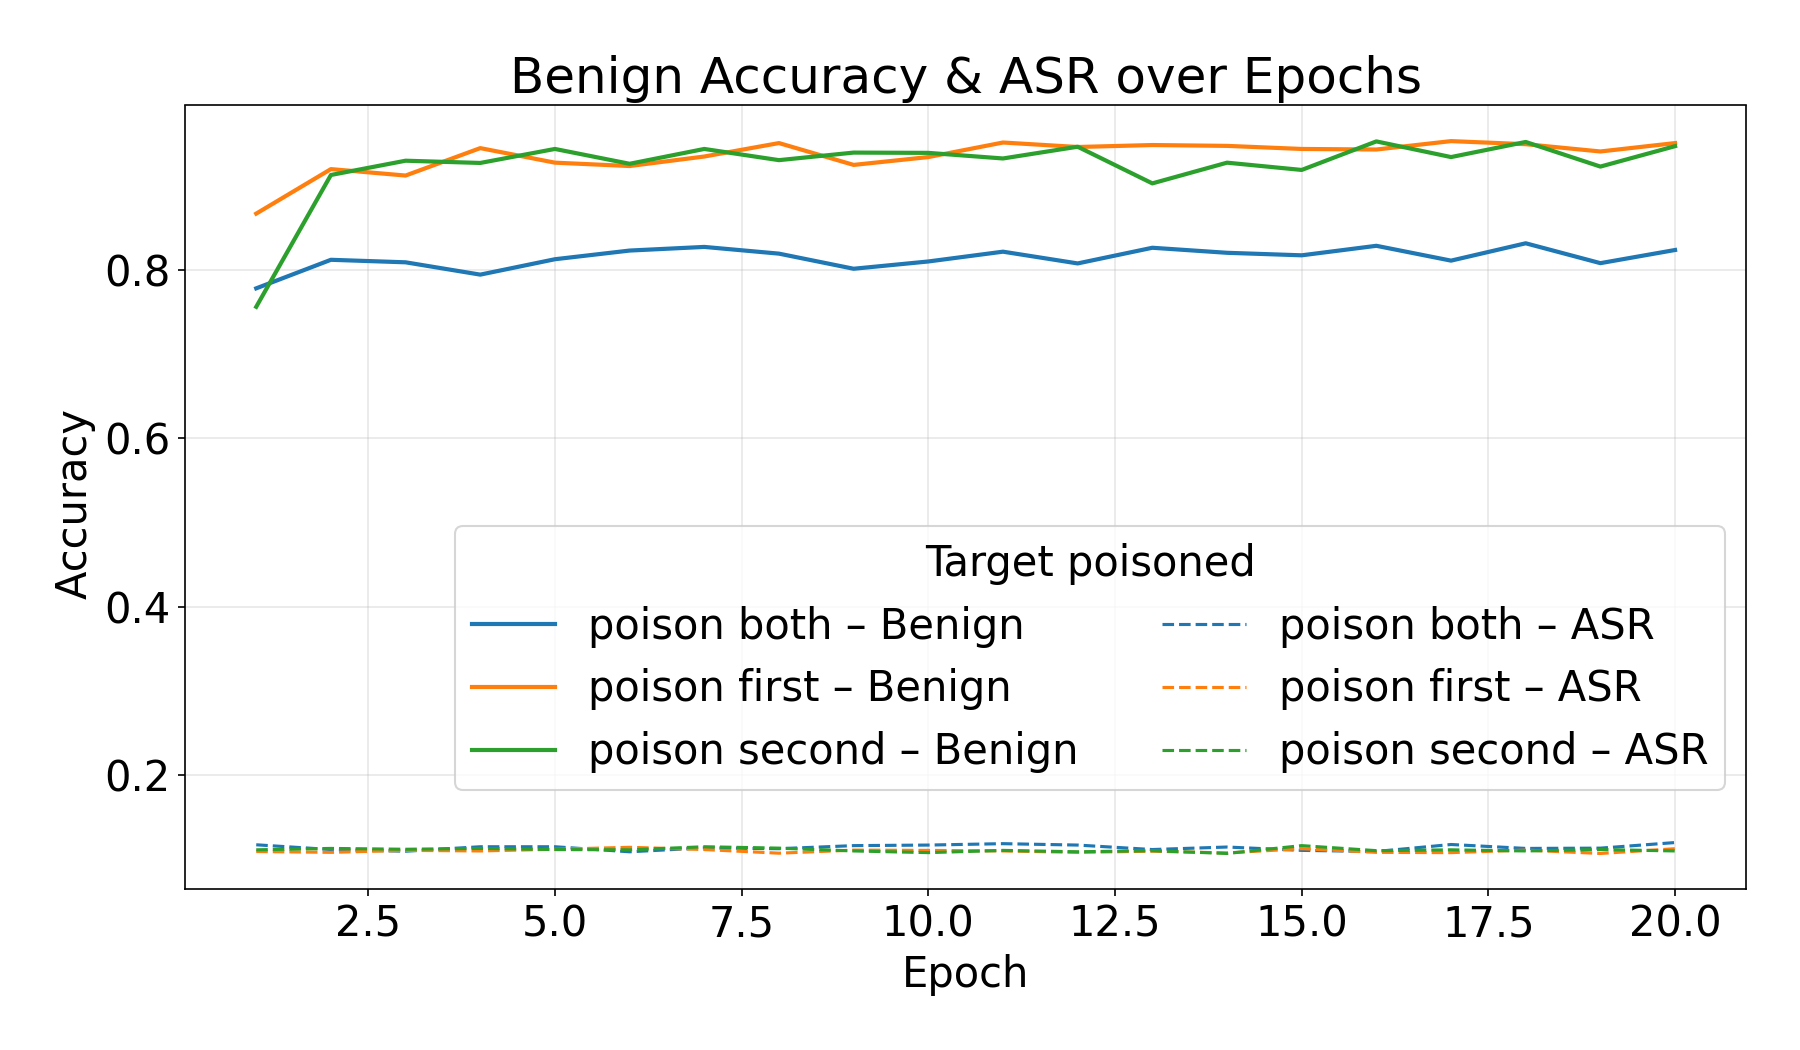 Benign Accuracy & ASR over Epochs
Accuracy
0.8
0.6
0.4
0.2
Target poisoned
poison both – Benign
poison first – Benign
poison second – Benign
poison both – ASR
poison first – ASR
poison second – ASR
2.5 5.0 7.5 10.0 12.5 15.0 17.5 20.0
Epoch